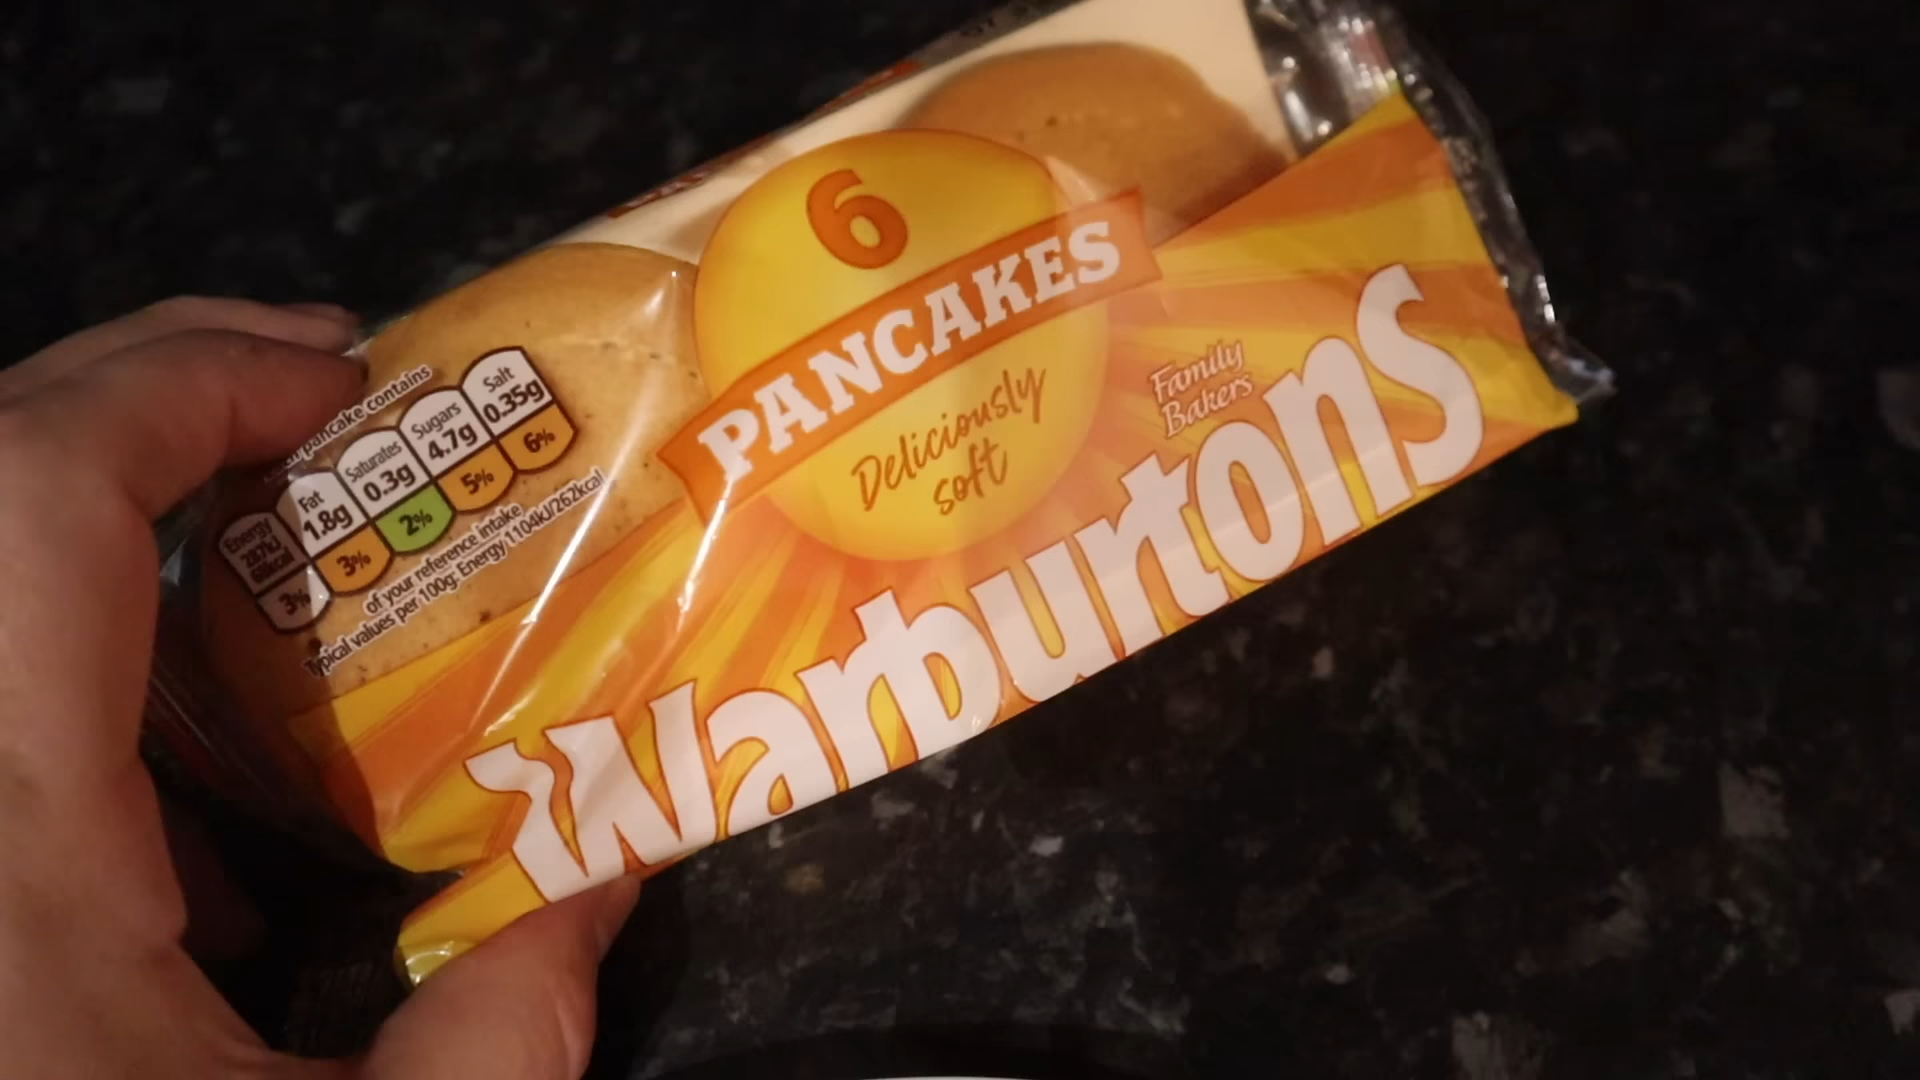 6
PANCAKES
Deliciously
soft
Family
Bakers
Warburtons
pancake contains
Energy
287kJ
68kcal
3%
Fat
1.8g
3%
Saturates
0.3g
2%
Sugars
4.7g
5%
Salt
0.35g
6%
of your reference intake
Typical values per 100g: Energy 1104kJ/262kcal